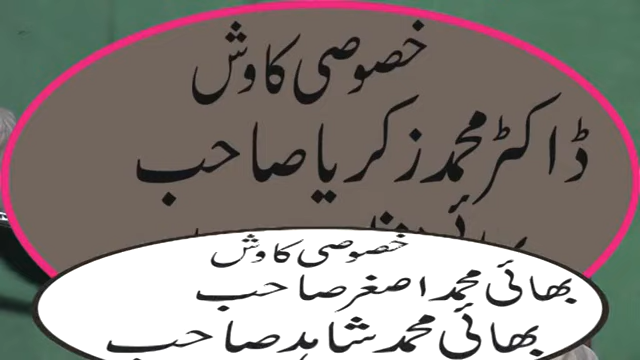 خصوصی کاوش
ڈاکٹر محمد زکریا صاحب
خصوصی کاوش
بھائی محمد اصغر صاحب
بھائی محمد شاہد صاحب